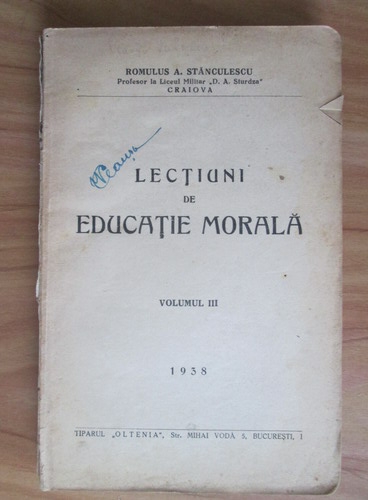 ROMULUS A. STĂNCULESCU
Profesor la Liceul Militar „D. A. Sturdza"
CRAIOVA
LECȚIUNI
DE
EDUCAȚIE MORALĂ
VOLUMUL III
1938
TIPARUL „OLTENIA", Str. MIHAI VODĂ 5, BUCUREȘTI, 1